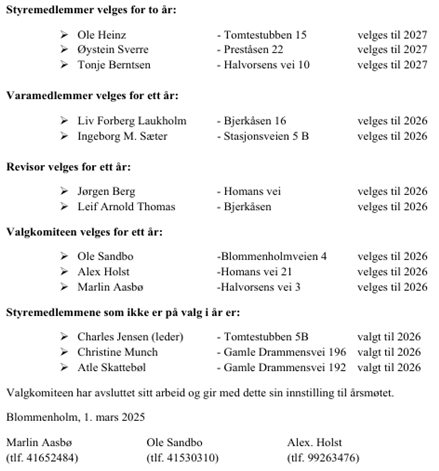 Styremedlemmer velges for to år:
➢ Ole Heinz - Tomtestubben 15 velges til 2027
➢ Øystein Sverre - Preståsen 22 velges til 2027
➢ Tonje Berntsen - Halvorsens vei 10 velges til 2027
Varamedlemmer velges for ett år:
➢ Liv Forberg Laukholm - Bjerkåsen 16 velges til 2026
➢ Ingeborg M. Sæter - Stasjonsveien 5 B velges til 2026
Revisor velges for ett år:
➢ Jørgen Berg - Homans vei velges til 2026
➢ Leif Arnold Thomas - Bjerkåsen velges til 2026
Valgkomiteen velges for ett år:
➢ Ole Sandbo -Blommenholmveien 4 velges til 2026
➢ Alex Holst -Homans vei 21 velges til 2026
➢ Marlin Aasbø -Halvorsens vei 3 velges til 2026
Styremedlemmene som ikke er på valg i år er:
➢ Charles Jensen (leder) - Tomtestubben 5B valgt til 2026
➢ Christine Munch - Gamle Drammensvei 196 valgt til 2026
➢ Atle Skattebøl - Gamle Drammensvei 192 valgt til 2026
Valgkomiteen har avsluttet sitt arbeid og gir med dette sin innstilling til årsmøtet.
Blommenholm, 1. mars 2025
Marlin Aasbø Ole Sandbo Alex. Holst
(tlf. 41652484) (tlf. 41530310) (tlf. 99263476)